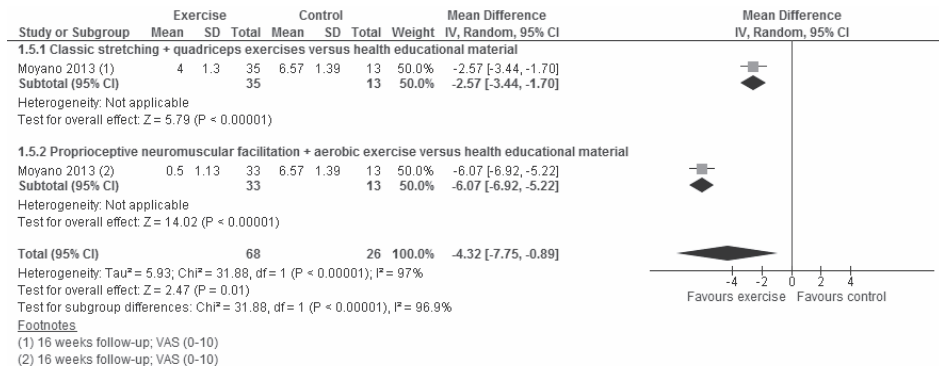 Exercise Control Mean Difference Mean Difference
Study or Subgroup Mean SD Total Mean SD Total Weight IV, Random, 95% CI IV, Random, 95% CI
1.5.1 Classic stretching + quadriceps exercises versus health educational material
Moyano 2013 (1) 4 1.3 35 6.57 1.39 13 50.0% -2.57 [-3.44, -1.70]
Subtotal (95% CI) 35 13 50.0% -2.57 [-3.44, -1.70]
Heterogeneity: Not applicable
Test for overall effect: Z = 5.79 (P < 0.00001)
1.5.2 Proprioceptive neuromuscular facilitation + aerobic exercise versus health educational material
Moyano 2013 (2) 0.5 1.13 33 6.57 1.39 13 50.0% -6.07 [-6.92, -5.22]
Subtotal (95% CI) 33 13 50.0% -6.07 [-6.92, -5.22]
Heterogeneity: Not applicable
Test for overall effect: Z = 14.02 (P < 0.00001)
Total (95% CI) 68 26 100.0% -4.32 [-7.75, -0.89]
Heterogeneity: Tau² = 5.93; Chi² = 31.88, df = 1 (P < 0.00001); I² = 97%
Test for overall effect: Z = 2.47 (P = 0.01)
Test for subgroup differences: Chi² = 31.88, df = 1 (P < 0.00001), I² = 96.9%
-4 -2 0 2 4
Favours exercise Favours control
Footnotes
(1) 16 weeks follow-up; VAS (0-10)
(2) 16 weeks follow-up; VAS (0-10)